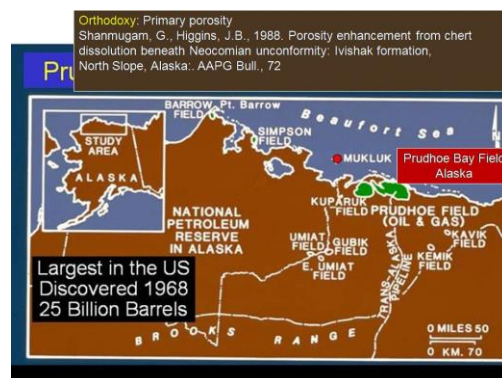 Orthodoxy: Primary porosity
Shanmugam, G., Higgins, J.B., 1988. Porosity enhancement from chert
dissolution beneath Neocomian unconformity: Ivishak formation,
North Slope, Alaska:. AAPG Bull., 72
Pru
BARROW
FIELD
Pt. Barrow
Beaufort Sea
SIMPSON
FIELD
STUDY
AREA
ALASKA
MUKLUK
Prudhoe Bay Field
Alaska
KUPARUK
FIELD
PRUDHOE FIELD
(OIL & GAS)
NATIONAL
PETROLEUM
RESERVE
IN ALASKA
UMIAT
FIELD
GUBIK
FIELD
E. UMIAT
FIELD
KAVIK
FIELD
KEMIK
FIELD
TRANS-ALASKA
PIPELINE
Largest in the US
Discovered 1968
25 Billion Barrels
BROOKS RANGE
0 MILES 50
0 KM. 70